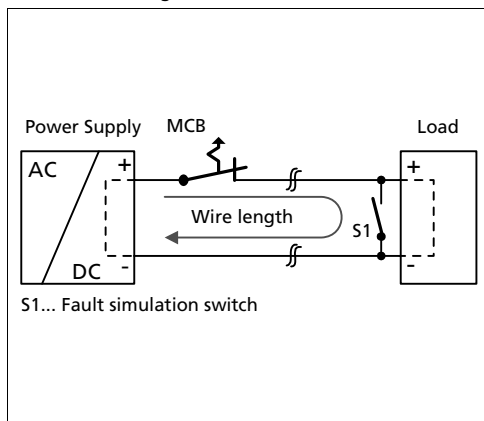 Power Supply MCB Load
AC + +
Wire length S1
DC - -
S1... Fault simulation switch